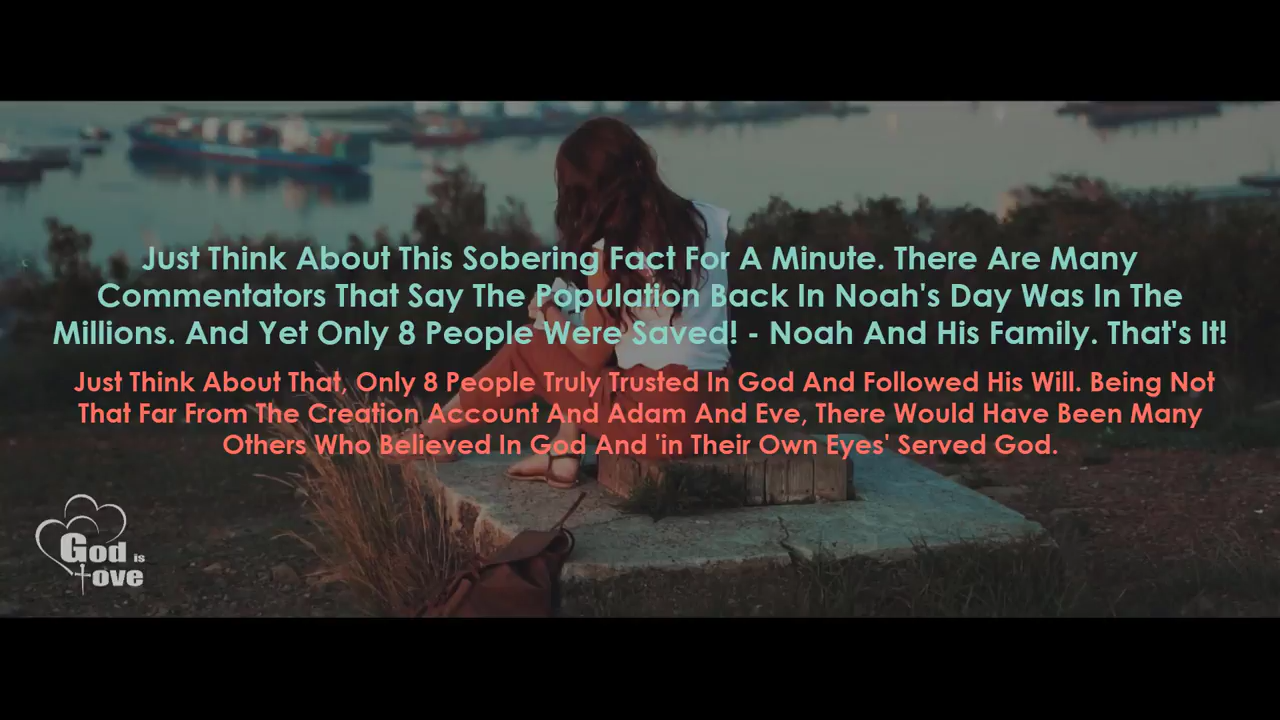 Just Think About This Sobering Fact For A Minute. There Are Many
Commentators That Say The Population Back In Noah's Day Was In The
Millions. And Yet Only 8 People Were Saved! - Noah And His Family. That's It!
Just Think About That, Only 8 People Truly Trusted In God And Followed His Will. Being Not
That Far From The Creation Account And Adam And Eve, There Would Have Been Many
Others Who Believed In God And 'in Their Own Eyes' Served God.
God is
Love